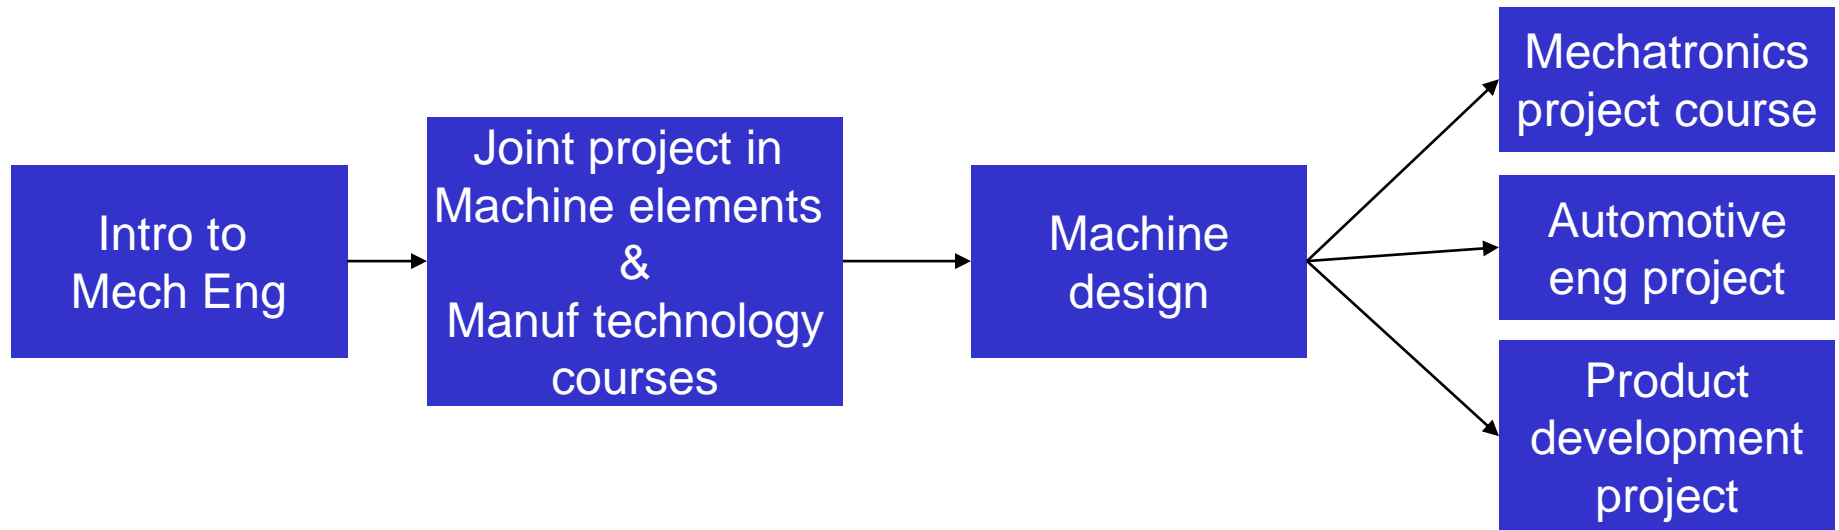 Intro to
Mech Eng
Joint project in
Machine elements
&
Manuf technology
courses
Machine
design
Mechatronics
project course
Automotive
eng project
Product
development
project